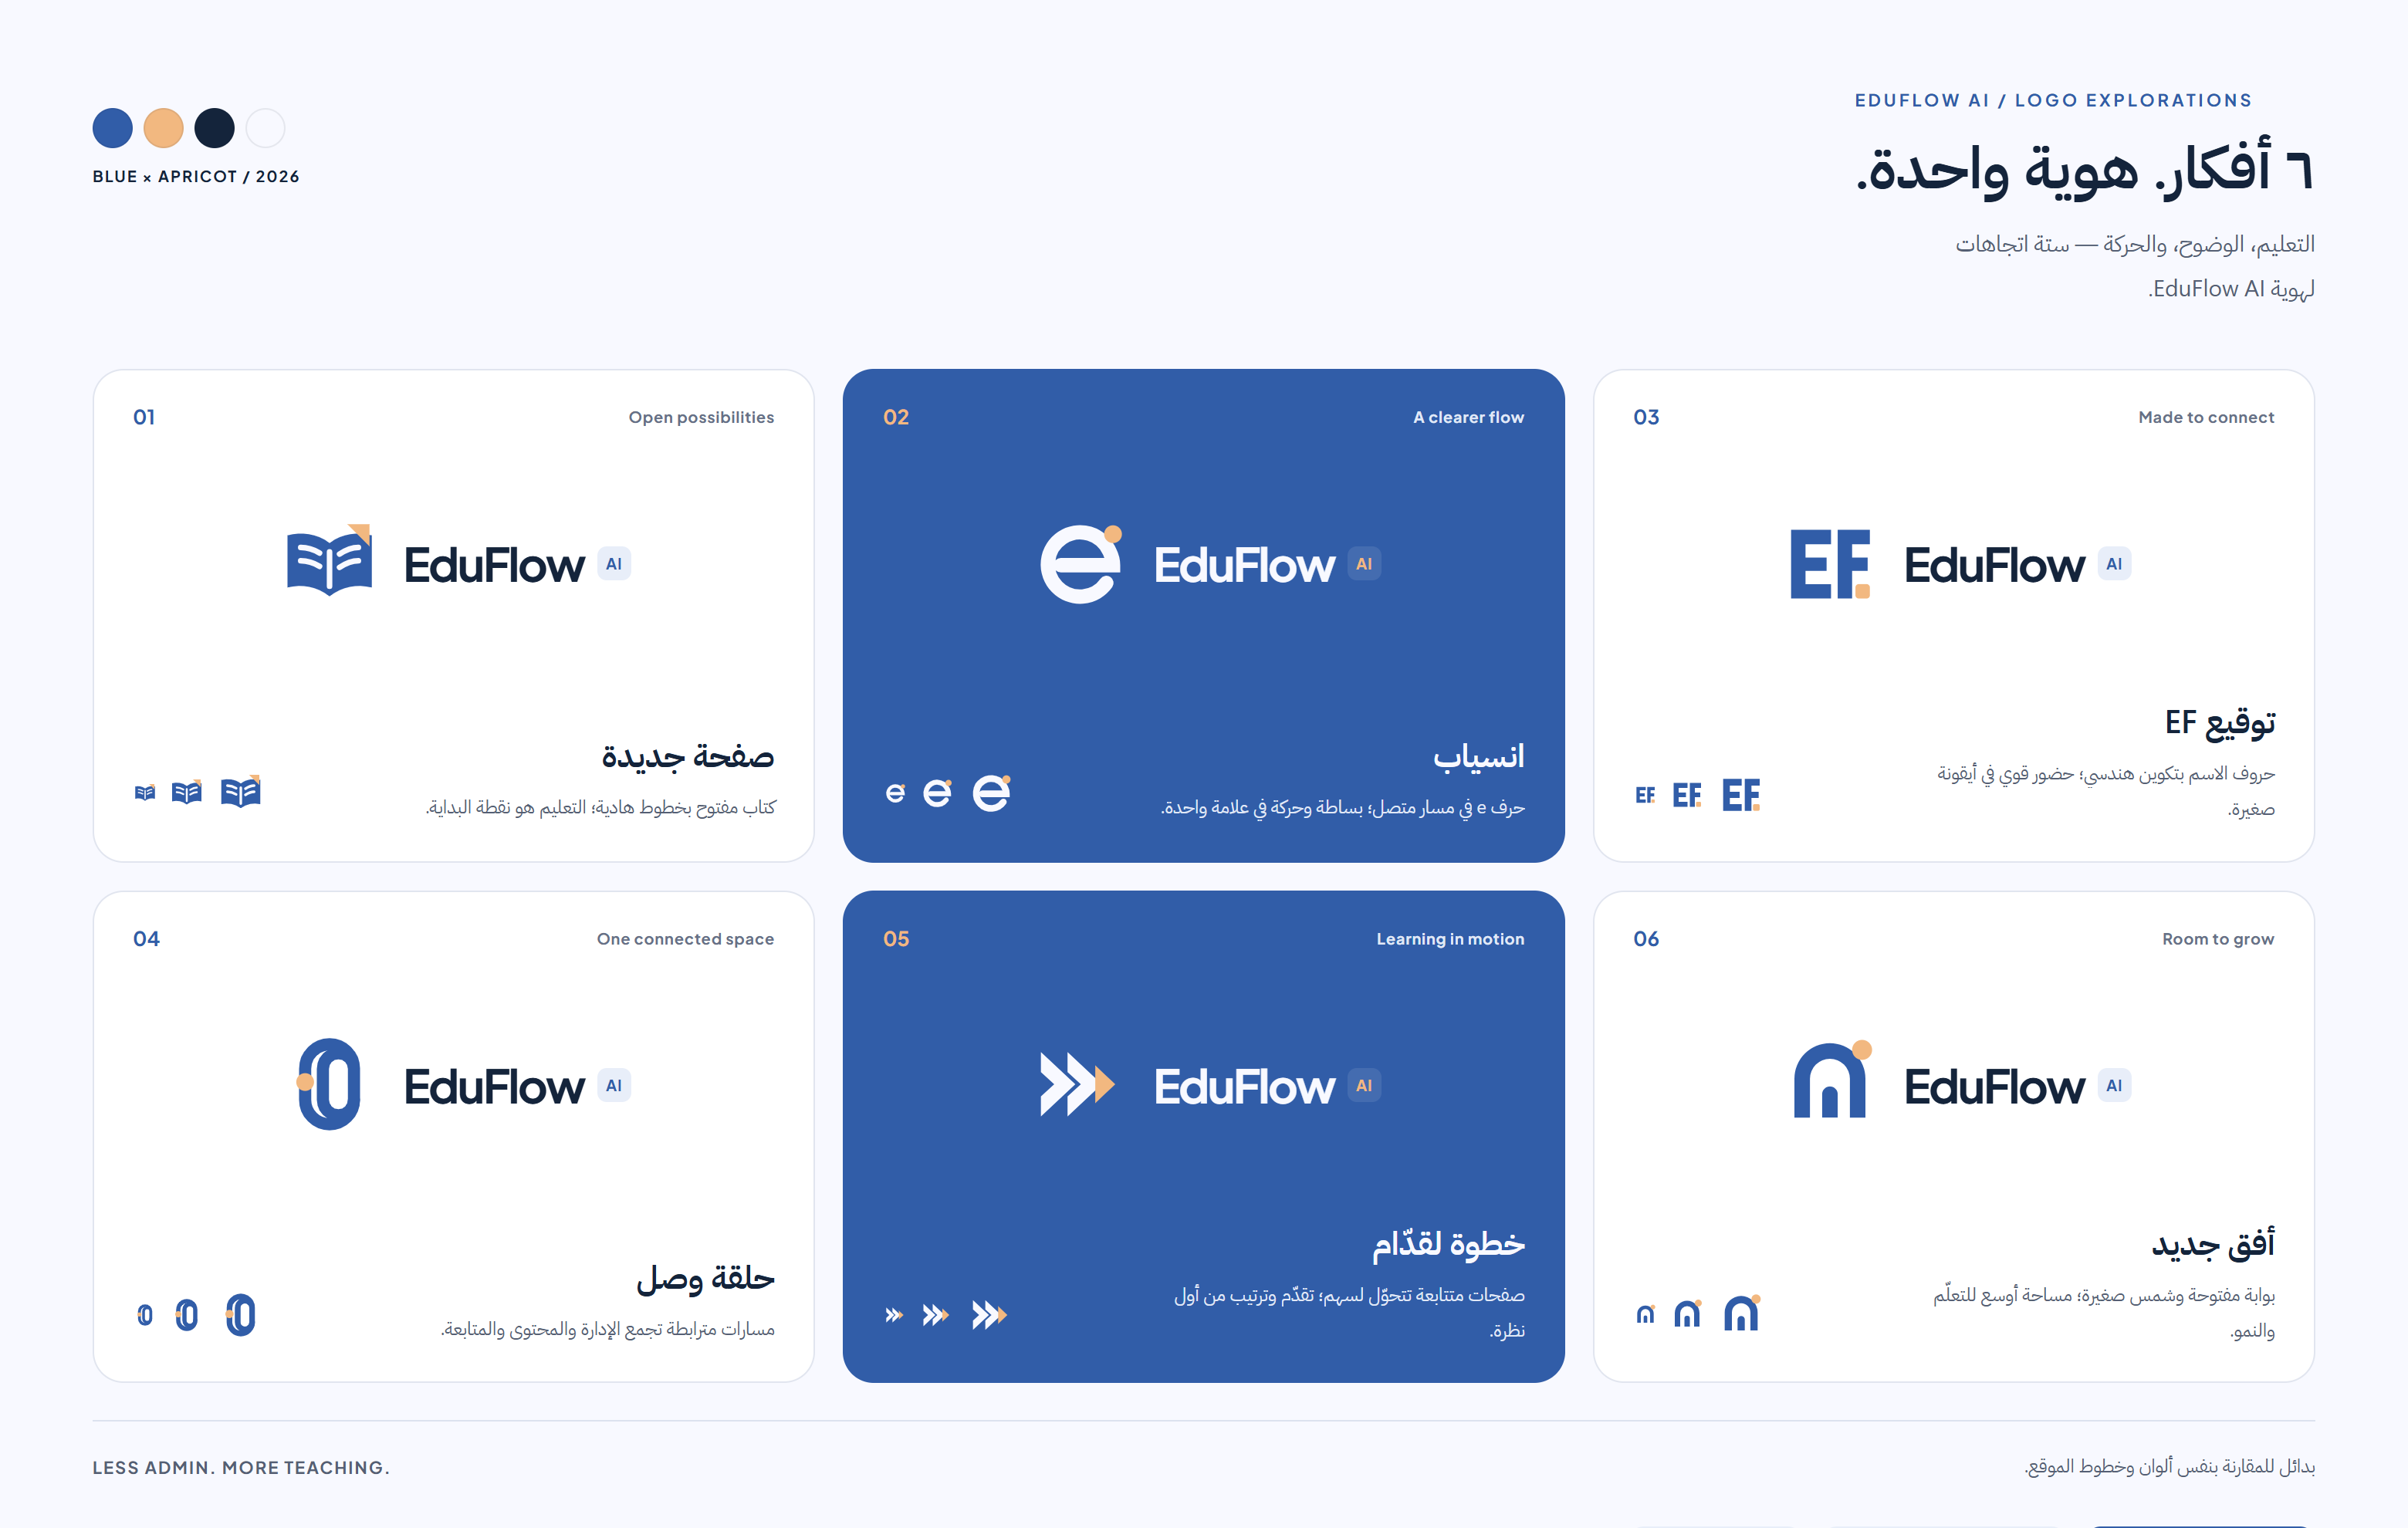 EDUFLOW AI / LOGO EXPLORATIONS
٦ أفكار. هوية واحدة.
التعليم، الوضوح، والحركة — ستة اتجاهات
لهوية EduFlow AI.
BLUE × APRICOT / 2026
01
Open possibilities
EduFlow AI
صفحة جديدة
كتاب مفتوح بخطوط هادية؛ التعليم هو نقطة البداية.
02
A clearer flow
e
EduFlow AI
انسياب
حرف e في مسار متصل؛ بساطة وحركة في علامة واحدة.
e e e
03
Made to connect
EF.
EduFlow AI
توقيع EF
حروف الاسم بتكوين هندسي؛ حضور قوي في أيقونة
صغيرة.
EF. EF. EF.
04
One connected space
EduFlow AI
حلقة وصل
مسارات مترابطة تجمع الإدارة والمحتوى والمتابعة.
05
Learning in motion
EduFlow AI
خطوة لقدّام
صفحات متتابعة تتحوّل لسهم؛ تقدّم وترتيب من أول
نظرة.
06
Room to grow
EduFlow AI
أفق جديد
بوابة مفتوحة وشمس صغيرة؛ مساحة أوسع للتعلّم
والنمو.
LESS ADMIN. MORE TEACHING.
بدائل للمقارنة بنفس ألوان وخطوط الموقع.